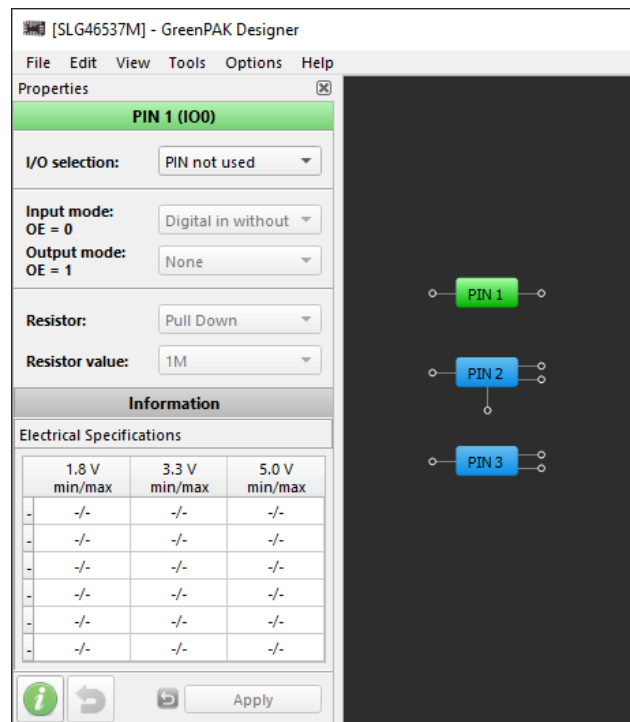 [SLG46537M] - GreenPAK Designer
File Edit View Tools Options Help
Properties
PIN 1 (IO0)
I/O selection: PIN not used
Input mode: OE = 0 Digital in without
Output mode: OE = 1 None
Resistor: Pull Down
Resistor value: 1M
Information
Electrical Specifications
1.8 V min/max 3.3 V min/max 5.0 V min/max
- -/- -/- -/-
- -/- -/- -/-
- -/- -/- -/-
- -/- -/- -/-
- -/- -/- -/-
- -/- -/- -/-
i Apply
PIN 1
PIN 2
PIN 3